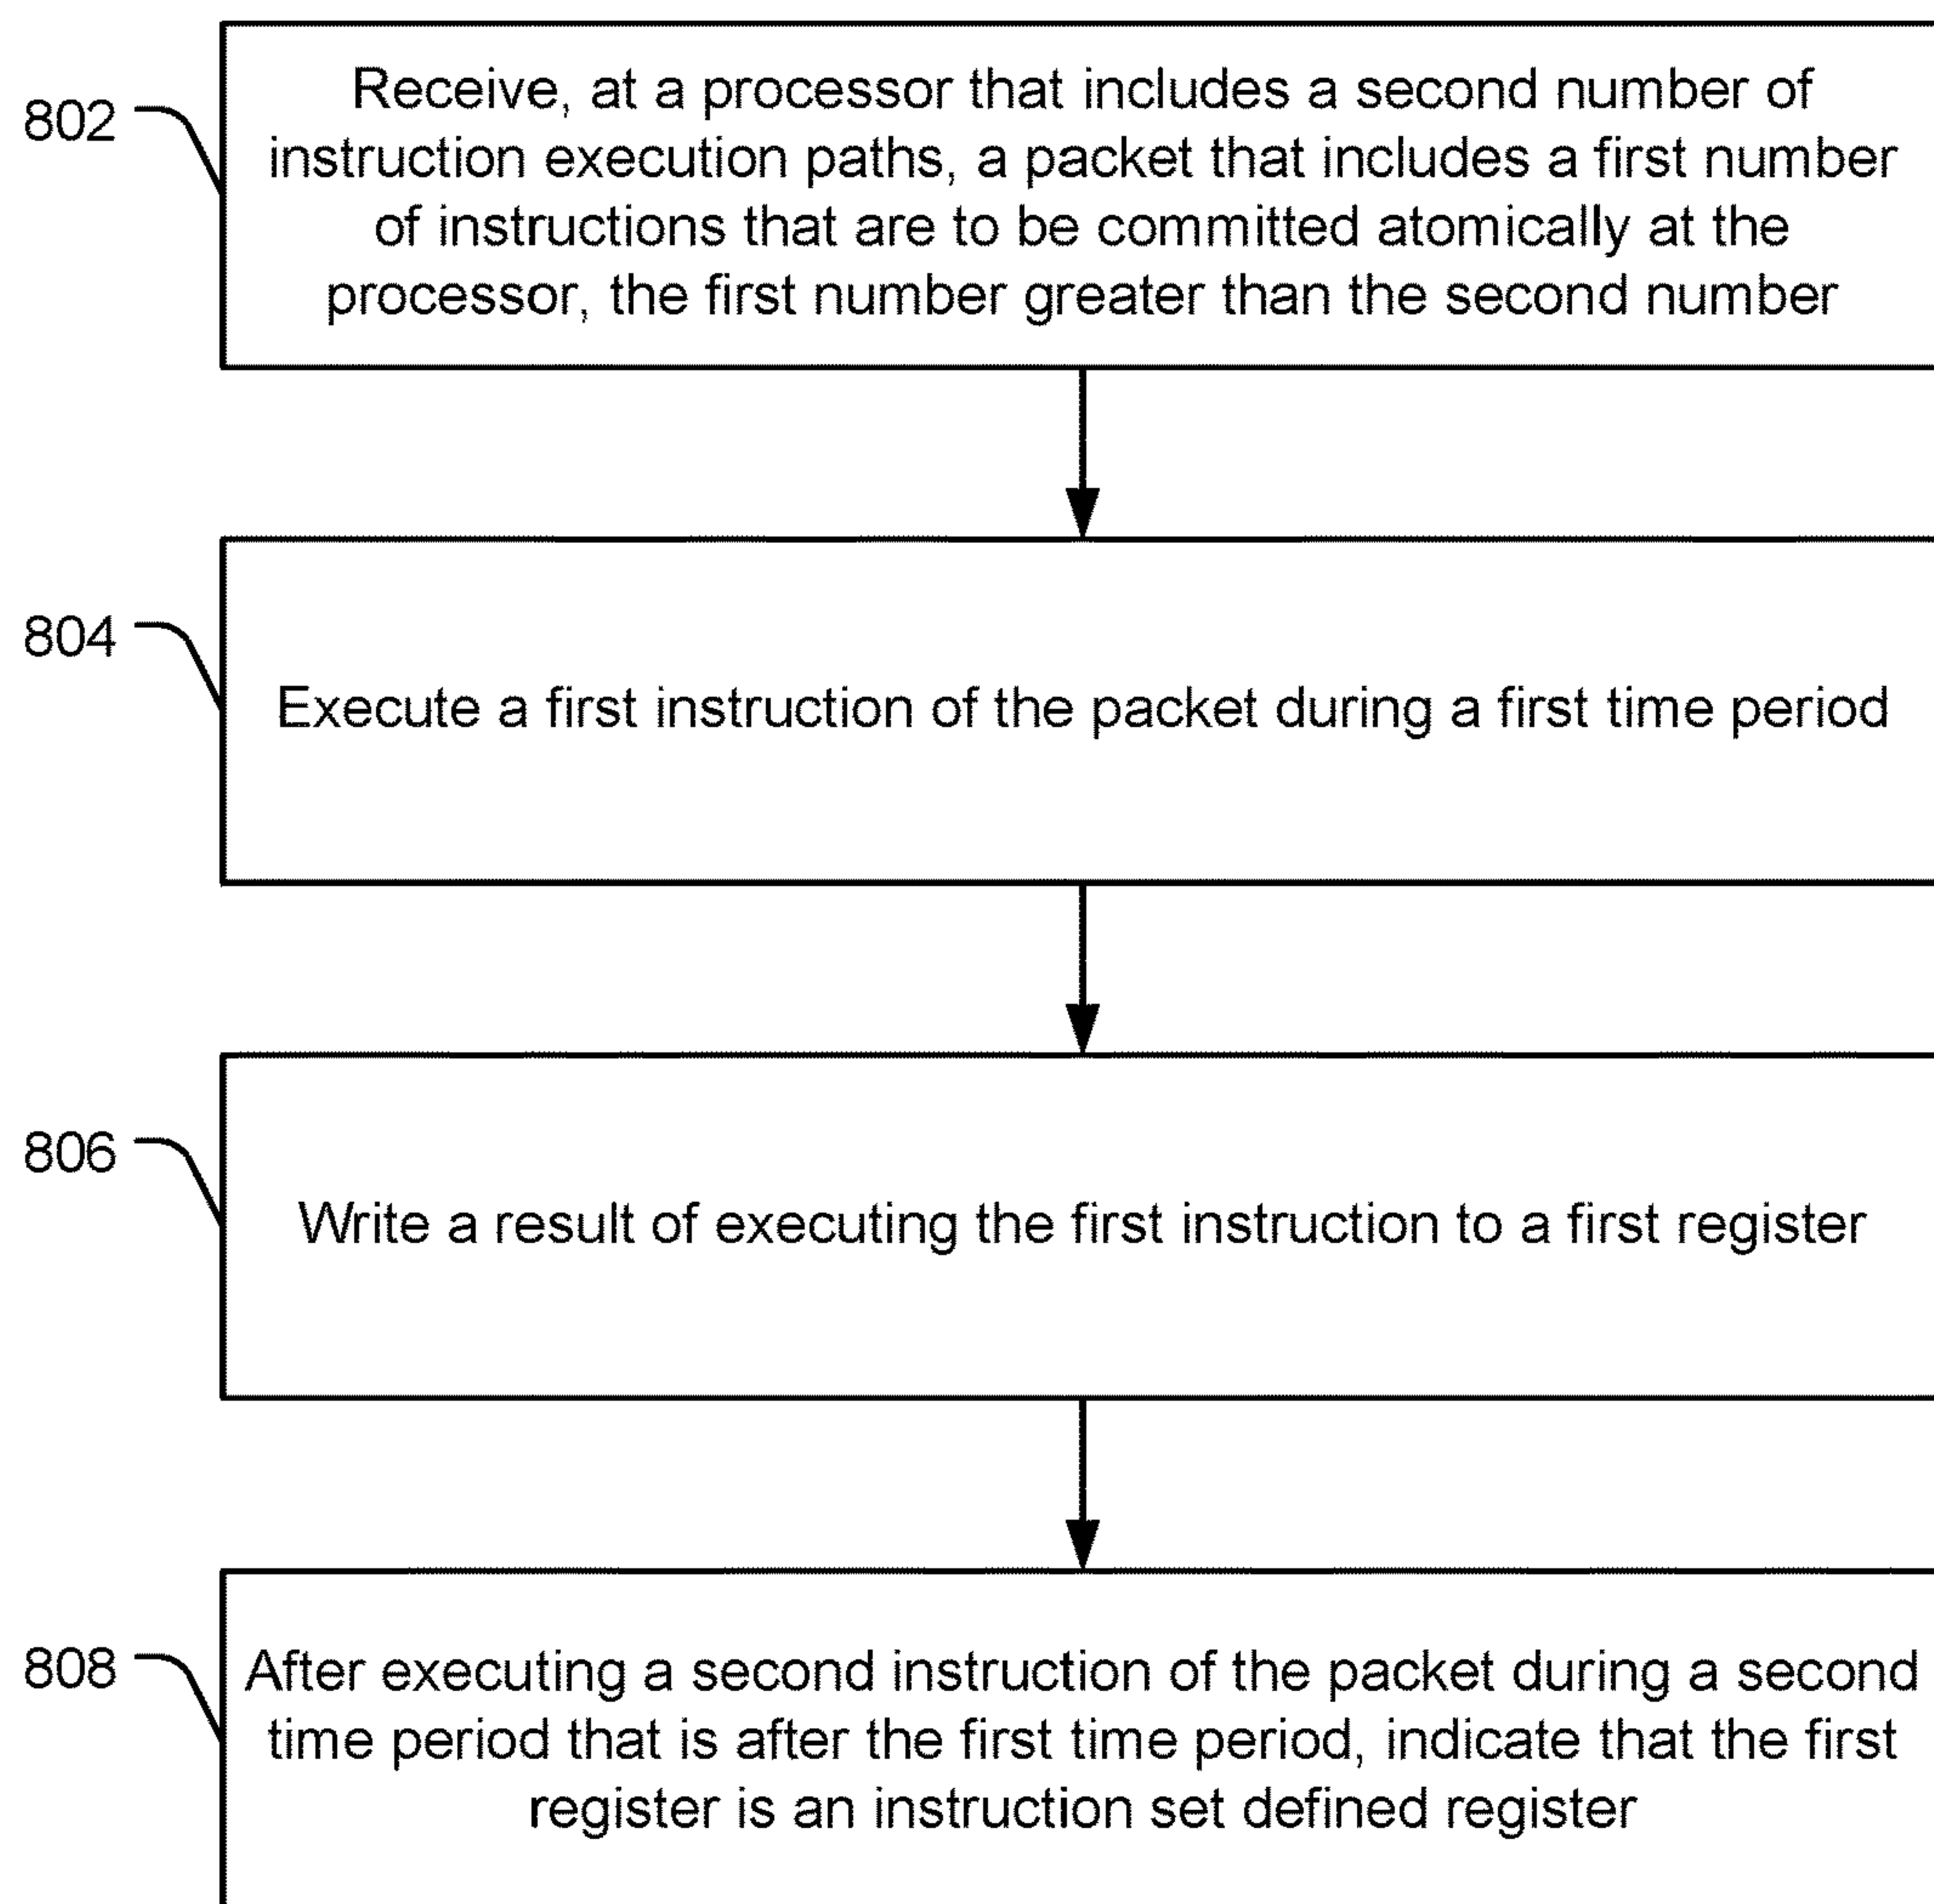 802
Receive, at a processor that includes a second number of
instruction execution paths, a packet that includes a first number
of instructions that are to be committed atomically at the
processor, the first number greater than the second number
804
Execute a first instruction of the packet during a first time period
806
Write a result of executing the first instruction to a first register
808
After executing a second instruction of the packet during a second
time period that is after the first time period, indicate that the first
register is an instruction set defined register